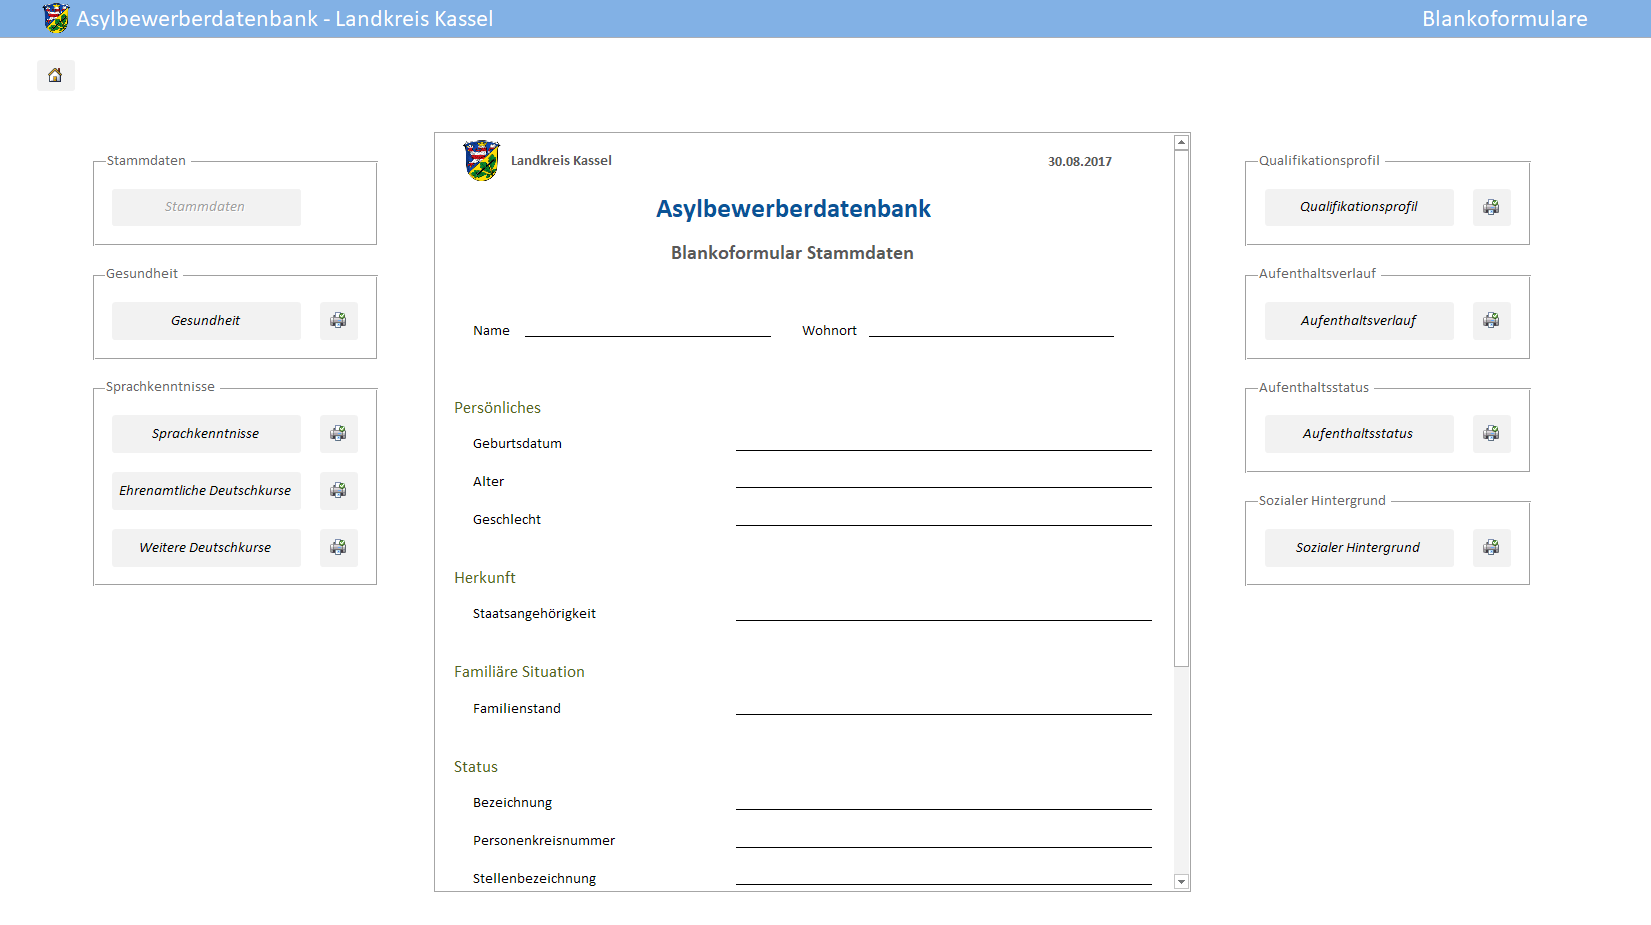 Asylbewerberdatenbank - Landkreis Kassel
Blankoformulare
Stammdaten
Stammdaten
Gesundheit
Gesundheit
Sprachkenntnisse
Sprachkenntnisse
Ehrenamtliche Deutschkurse
Weitere Deutschkurse
Landkreis Kassel
30.08.2017
Asylbewerberdatenbank
Blankoformular Stammdaten
Name
Wohnort
Persönliches
Geburtsdatum
Alter
Geschlecht
Herkunft
Staatsangehörigkeit
Familiäre Situation
Familienstand
Status
Bezeichnung
Personenkreisnummer
Stellenbezeichnung
Qualifikationsprofil
Qualifikationsprofil
Aufenthaltsverlauf
Aufenthaltsverlauf
Aufenthaltsstatus
Aufenthaltsstatus
Sozialer Hintergrund
Sozialer Hintergrund